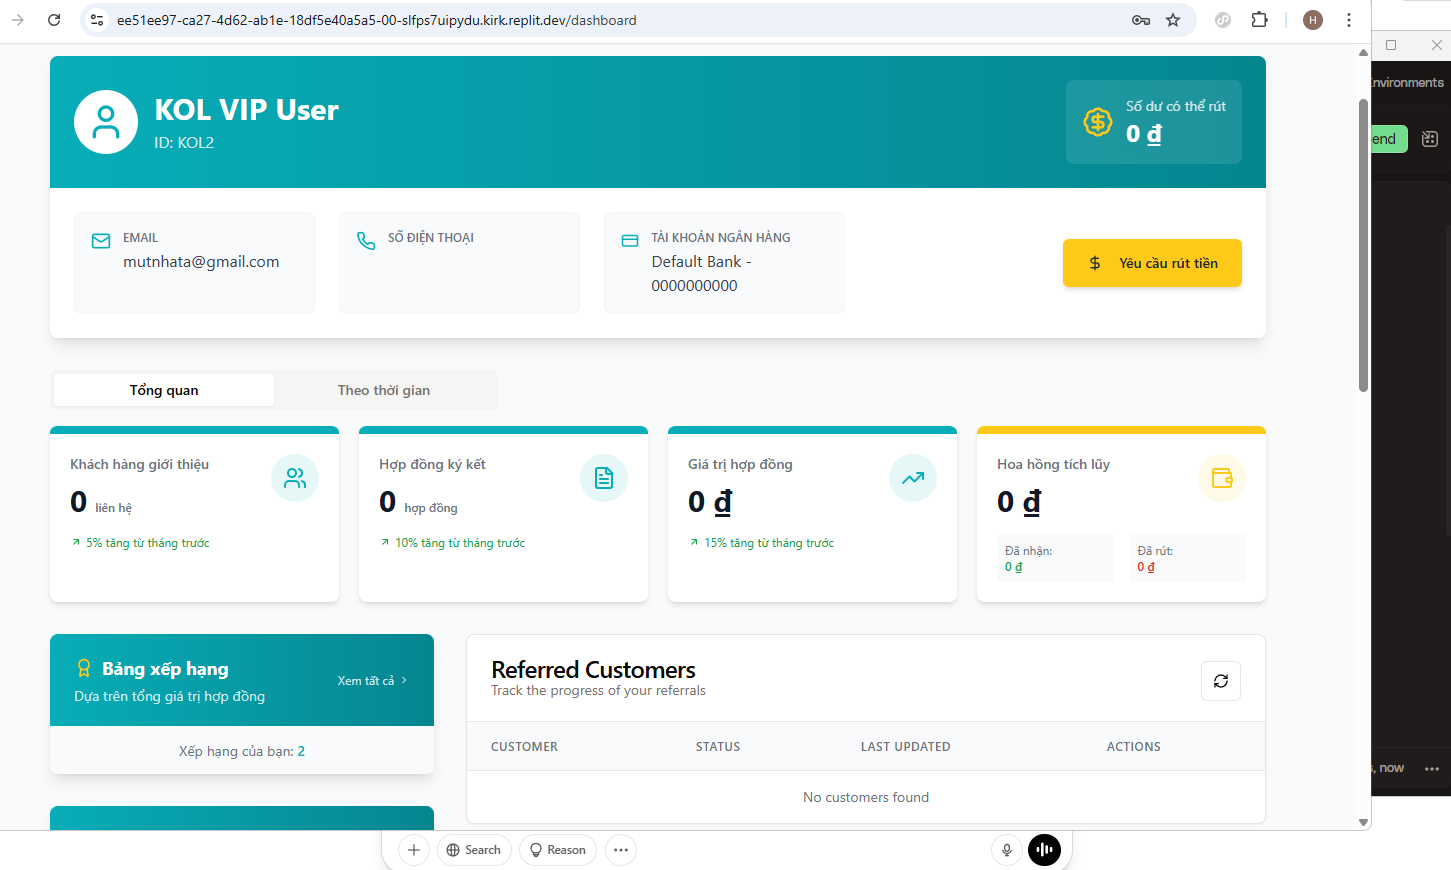 ee51ee97-ca27-4d62-ab1e-18df5e40a5a5-00-slfps7uipydu.kirk.replit.dev/dashboard
H
Environments
KOL VIP User
ID: KOL2
Số dư có thể rút
0 ₫
end
EMAIL
mutnhata@gmail.com
SỐ ĐIỆN THOẠI
TÀI KHOẢN NGÂN HÀNG
Default Bank -
0000000000
$ Yêu cầu rút tiền
Tổng quan
Theo thời gian
Khách hàng giới thiệu
0 liên hệ
5% tăng từ tháng trước
Hợp đồng ký kết
0 hợp đồng
10% tăng từ tháng trước
Giá trị hợp đồng
0 ₫
15% tăng từ tháng trước
Hoa hồng tích lũy
0 ₫
Đã nhận:
0 ₫
Đã rút:
0 ₫
Bảng xếp hạng
Dựa trên tổng giá trị hợp đồng
Xem tất cả
Xếp hạng của bạn: 2
Referred Customers
Track the progress of your referrals
CUSTOMER STATUS LAST UPDATED ACTIONS
No customers found
, now
Search
Reason